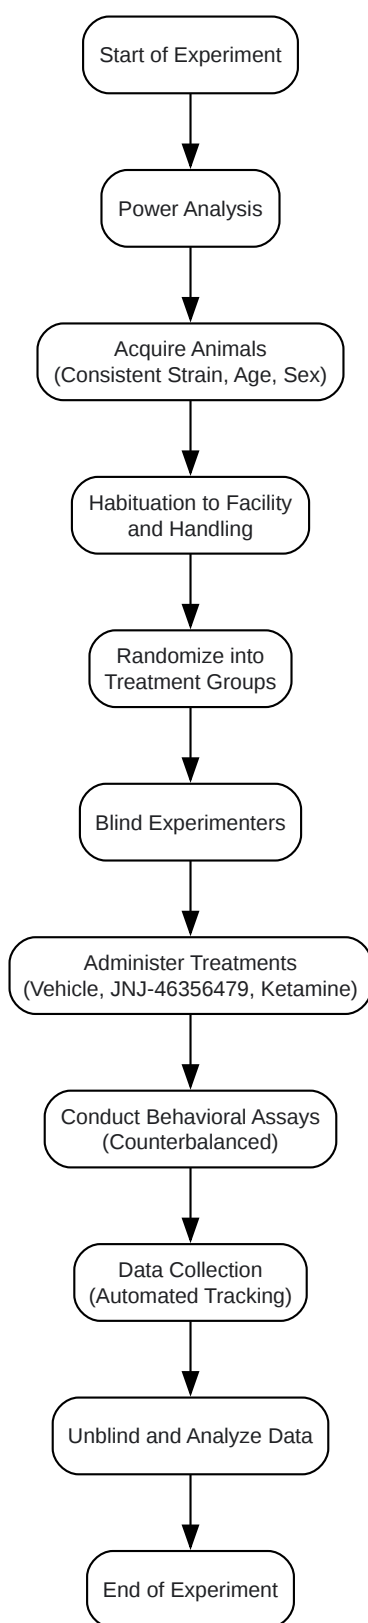 Start of Experiment
Power Analysis
Acquire Animals
(Consistent Strain, Age, Sex)
Habituation to Facility
and Handling
Randomize into
Treatment Groups
Blind Experimenters
Administer Treatments
(Vehicle, JNJ-46356479, Ketamine)
Conduct Behavioral Assays
(Counterbalanced)
Data Collection
(Automated Tracking)
Unblind and Analyze Data
End of Experiment